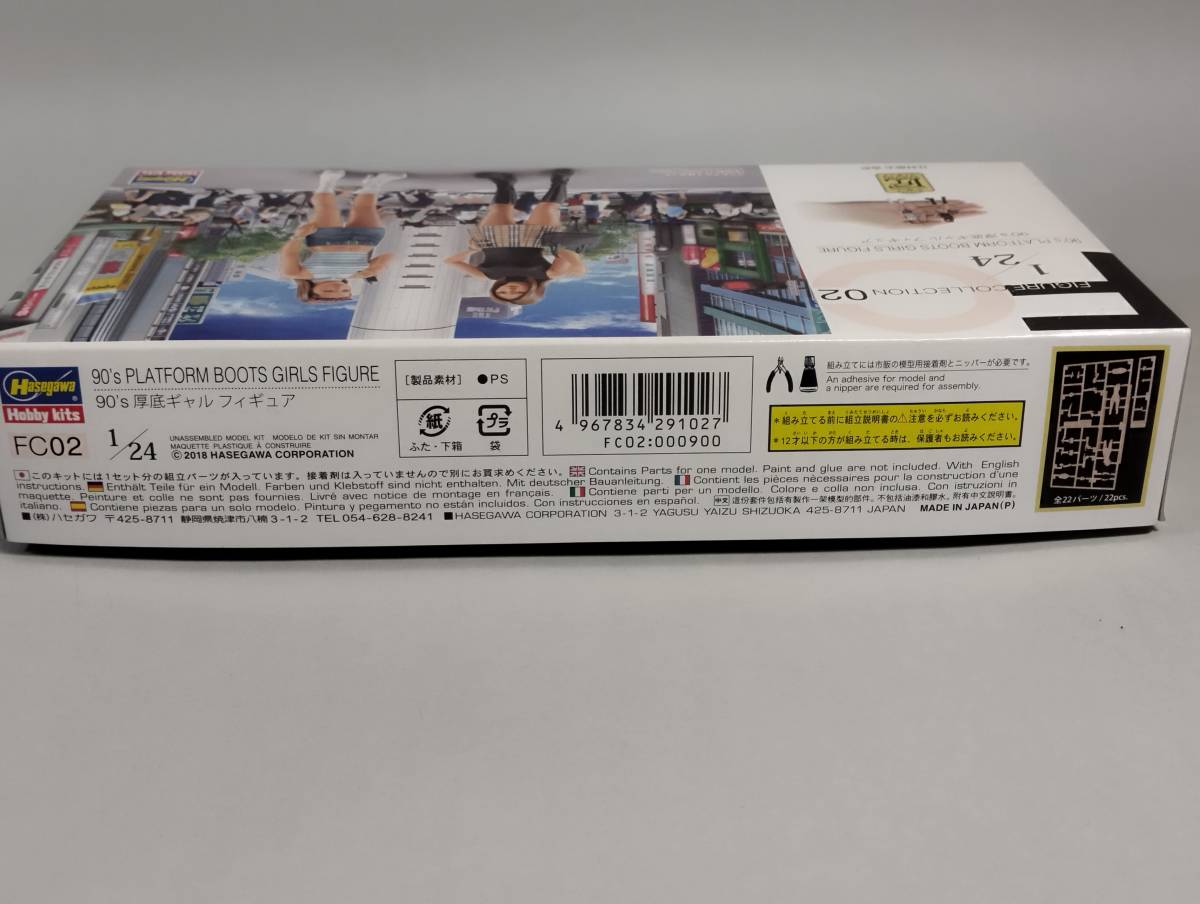 Hasegawa
Hobby kits
FC02
90's PLATFORM BOOTS GIRLS FIGURE
90's 厚底ギャル フィギュア
1/24
UNASSEMBLED MODEL KIT MODELO DE KIT SIN MONTAR
MAQUETTE PLASTIQUE À CONSTRUIRE
©2018 HASEGAWA CORPORATION
[製品素材] ●PS
紙
ふた・下箱
プラ
袋
4 967834 291027
FC02:000900
組み立てには市販の模型用接着剤とニッパーが必要です。
An adhesive for model and
a nipper are required for assembly.
*組み立てる前に組立説明書の⚠注意を必ずお読みください。
*12才以下の方が組み立てる時は、保護者もお読みください。
全22パーツ/22pcs.
このキットには1セット分の組立パーツが入っています。接着剤は入っていませんので別にお買求めください。 Contains Parts for one model. Paint and glue are not included. With English
instructions. Enthält Teile für ein Modell. Farben und Klebstoff sind nicht enthalten. Mit deutscher Bauanleitung. Contient les pièces nécessaires pour la construction d'une
maquette. Peinture et colle ne sont pas fournies. Livré avec notice de montage en français. Contiene parti per un modello. Colore e colla non inclusa. Con istruzioni in
italiano. Contiene piezas para un solo modelo. Pintura y pegamento no están incluidos. Con instrucciones en español. 中文 這份套件包括有製作一架模型的部件。不包括油漆和膠水。附有中文說明書。
■(株)ハセガワ 〒425-8711 静岡県焼津市八楠3-1-2 TEL054-628-8241 ■HASEGAWA CORPORATION 3-1-2 YAGUSU YAIZU SHIZUOKA 425-8711 JAPAN MADE IN JAPAN(P)
FIGURE COLLECTION 02
1/24
90's PLATFORM BOOTS GIRLS FIGURE
90's 厚底ギャル フィギュア
Hasegawa
Hobby kits